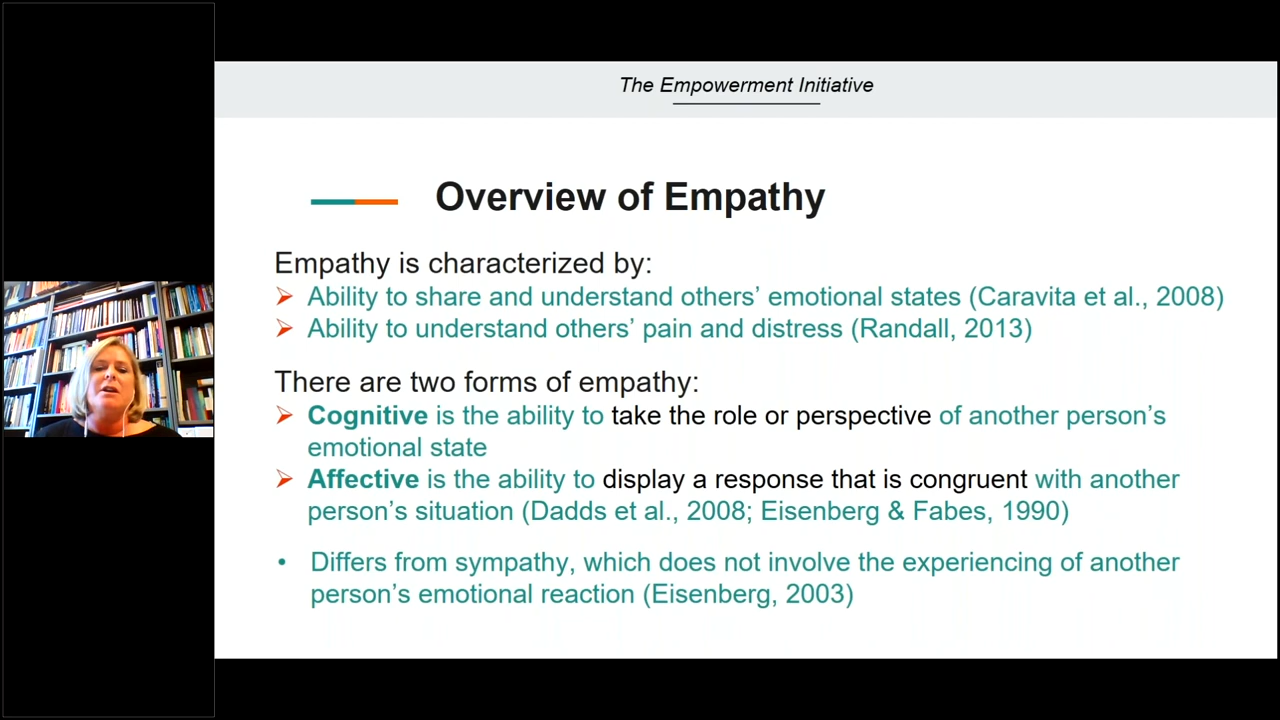 The Empowerment Initiative
Overview of Empathy
Empathy is characterized by:
Ability to share and understand others’ emotional states (Caravita et al., 2008)
Ability to understand others’ pain and distress (Randall, 2013)
There are two forms of empathy:
Cognitive is the ability to take the role or perspective of another person’s
emotional state
Affective is the ability to display a response that is congruent with another
person’s situation (Dadds et al., 2008; Eisenberg & Fabes, 1990)
• Differs from sympathy, which does not involve the experiencing of another
person’s emotional reaction (Eisenberg, 2003)